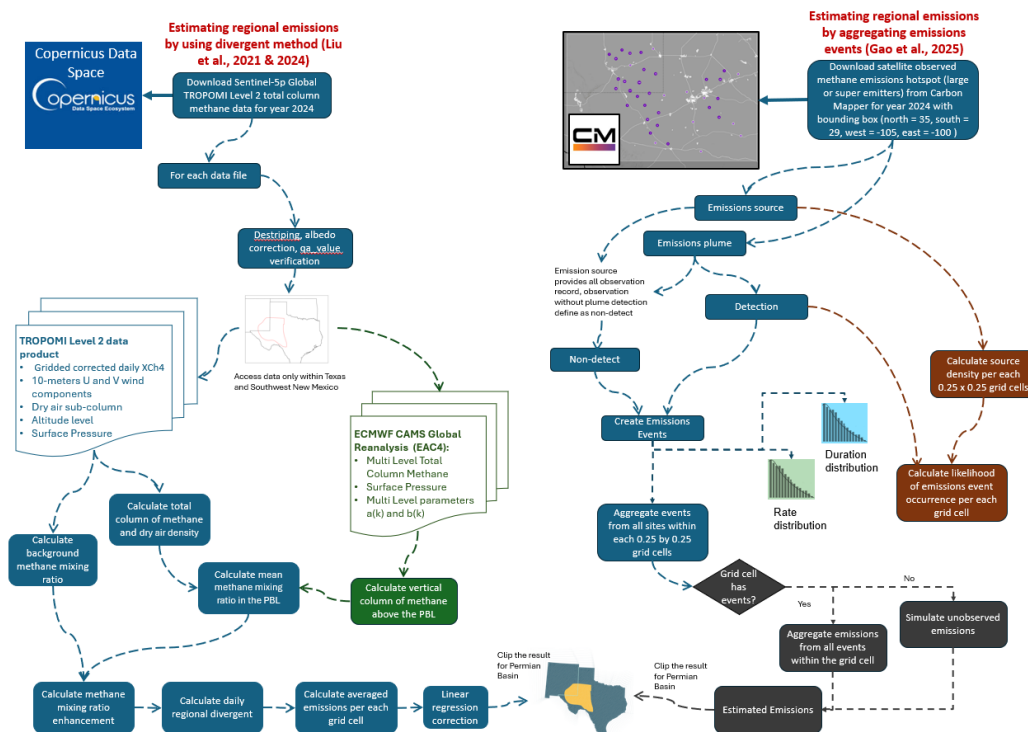 Estimating regional emissions
by using divergent method (Liu
et al., 2021 & 2024)
Copernicus Data
Space
opernicus
Data Space Ecosystem
Download Sentinel-5p Global
TROPOMI Level 2 total column
methane data for year 2024
For each data file
Destriping, albedo
correction, qa_value
verification
Access data only within Texas
and Southwest New Mexico
TROPOMI Level 2 data
product
• Gridded corrected daily XCh4
• 10-meters U and V wind
components
• Dry air sub-column
• Altitude level
• Surface Pressure
ECMWF CAMS Global
Reanalysis (EAC4):
• Multi Level Total
Column Methane
• Surface Pressure
• Multi Level parameters
a(k) and b(k)
Calculate total
column of methane
and dry air density
Calculate
background
methane mixing
ratio
Calculate mean
methane mixing
ratio in the PBL
Calculate vertical
column of methane
above the PBL
Calculate methane
mixing ratio
enhancement
Calculate daily
regional divergent
Calculate averaged
emissions per each
grid cell
Linear
regression
correction
Clip the result
for Permian
Basin
Estimating regional emissions
by aggregating emissions
events (Gao et al., 2025)
CM
Download satellite observed
methane emissions hotspot (large
or super emitters) from Carbon
Mapper for year 2024 with
bounding box (north = 35, south =
29, west = -105, east = -100 )
Emissions source
Emissions plume
Emission source
provides all observation
record, observation
without plume detection
define as non-detect
Detection
Non-detect
Create Emissions
Events
Calculate source
density per each
0.25 x 0.25 grid cells
Duration
distribution
Rate
distribution
Calculate likelihood
of emissions event
occurrence per each
grid cell
Aggregate events
from all sites within
each 0.25 by 0.25
grid cells
Grid cell
has
events?
Yes
No
Simulate unobserved
emissions
Aggregate emissions
from all events
within the grid cell
Estimated Emissions
Clip the result
for Permian
Basin